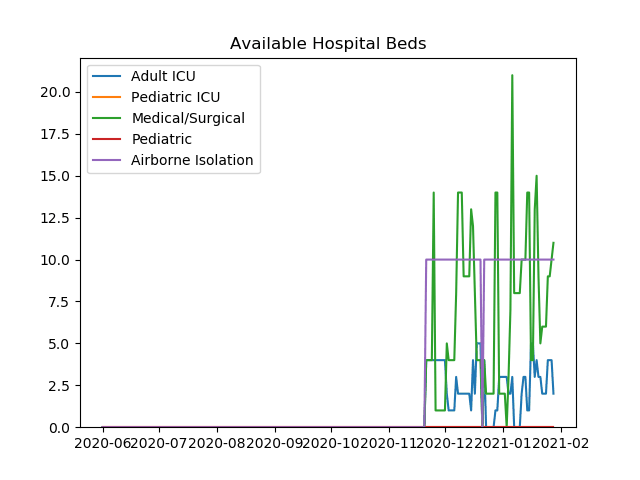 Available Hospital Beds
Adult ICU
Pediatric ICU
Medical/Surgical
Pediatric
Airborne Isolation
20.0
17.5
15.0
12.5
10.0
7.5
5.0
2.5
0.0
2020-06 2020-07 2020-08 2020-09 2020-10 2020-11 2020-12 2021-01 2021-02